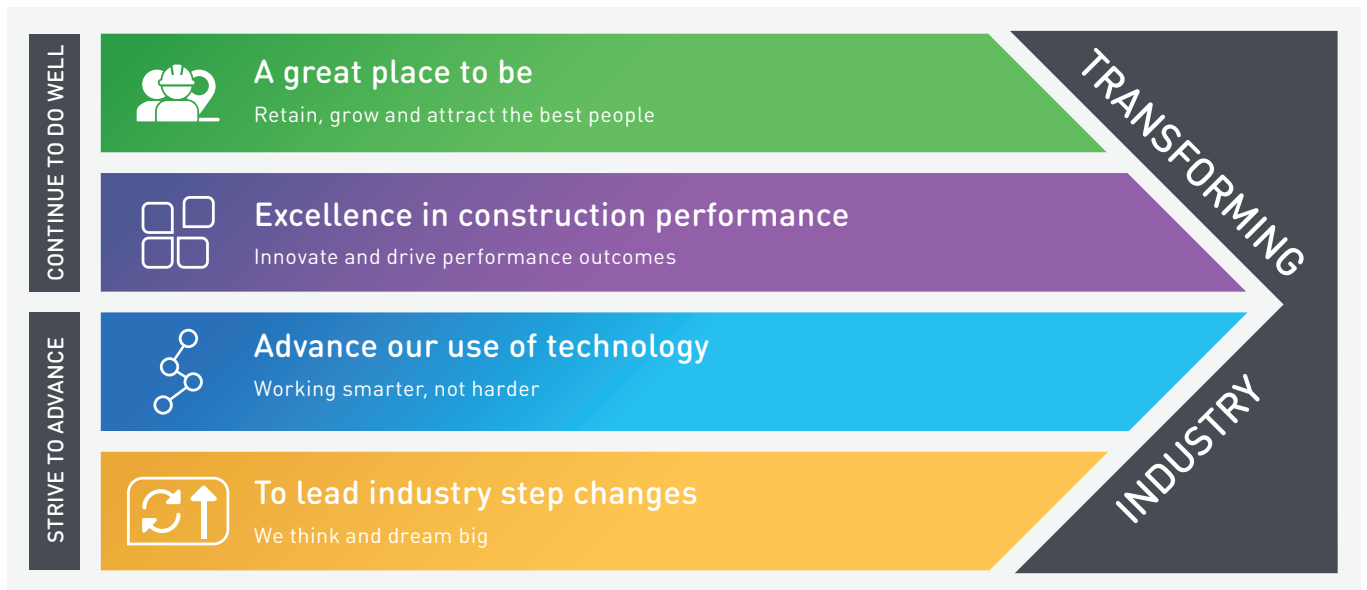 CONTINUE TO DO WELL
A great place to be
Retain, grow and attract the best people
Excellence in construction performance
Innovate and drive performance outcomes
STRIVE TO ADVANCE
Advance our use of technology
Working smarter, not harder
To lead industry step changes
We think and dream big
TRANSFORMING
INDUSTRY